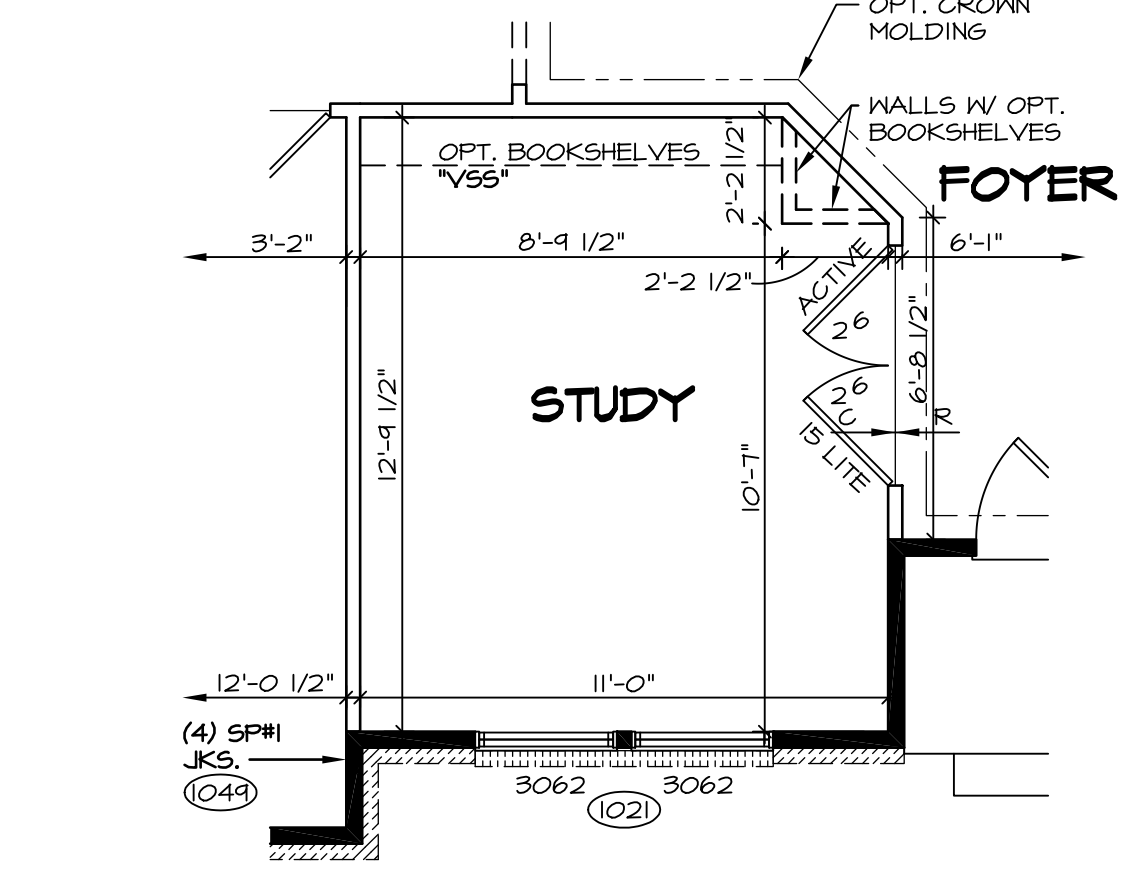 OPT. CROWN
MOLDING
WALLS W/ OPT.
BOOKSHELVES
FOYER
OPT. BOOKSHELVES
"VSS"
2'-2 1/2"
3'-2"
8'-9 1/2"
6'-1"
2'-2 1/2"
ACTIVE
26
6'-8 1/2"
STUDY
12'-9 1/2"
26
C
R
15 LITE
10'-7"
12'-0 1/2"
11'-0"
(4) SP#1
JKS.
1049
3062
3062
1021